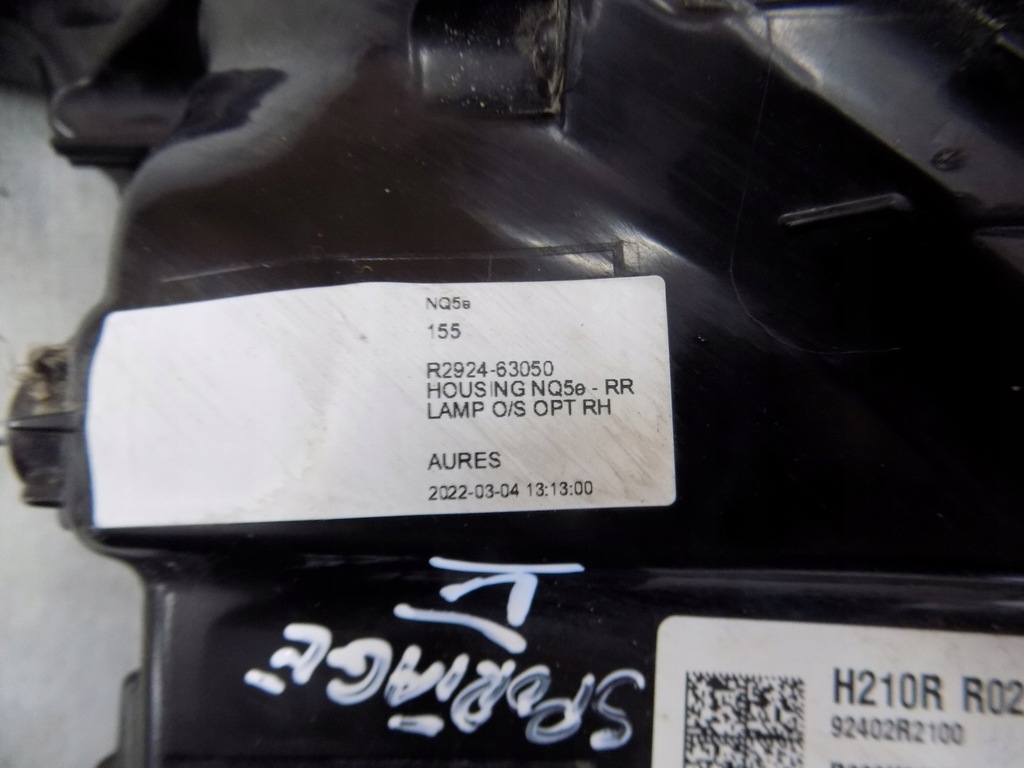 NQ5e
155
R2924-63050
HOUSING NQ5e - RR
LAMP O/S OPT RH
AURES
2022-03-04 13:13:00
SPORTAGE
H210R R02
92402R2100